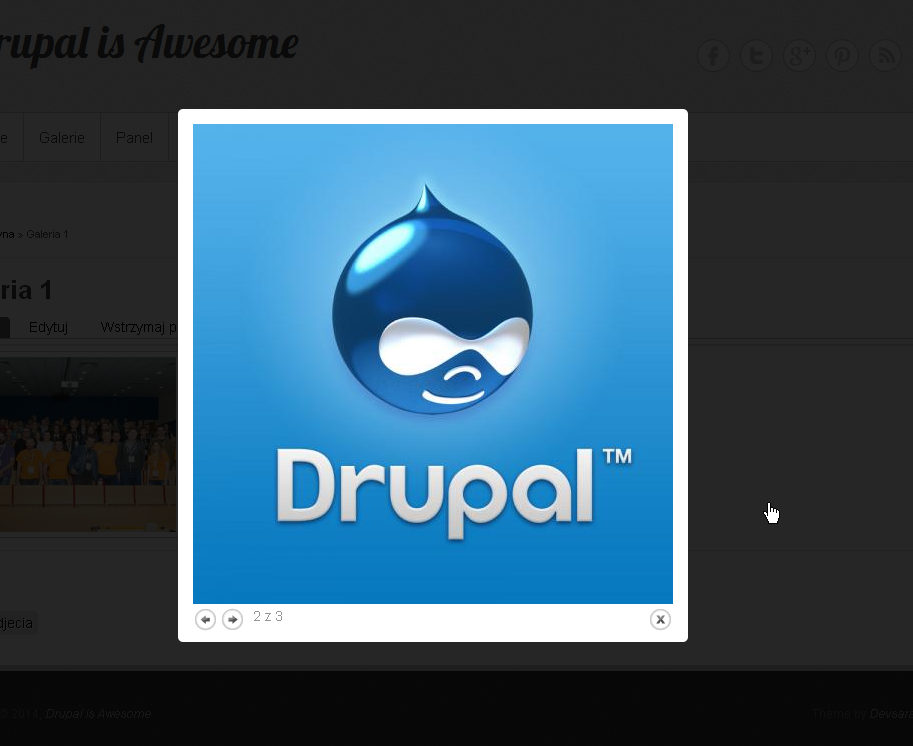 rupal is Awesome
e
Galerie
Panel
yna » Galeria 1
ria 1
Edytuj
Wstrzymaj p
Drupal™
2 z 3
djecia
© 2014, Drupal is Awesome
Theme by Devsar